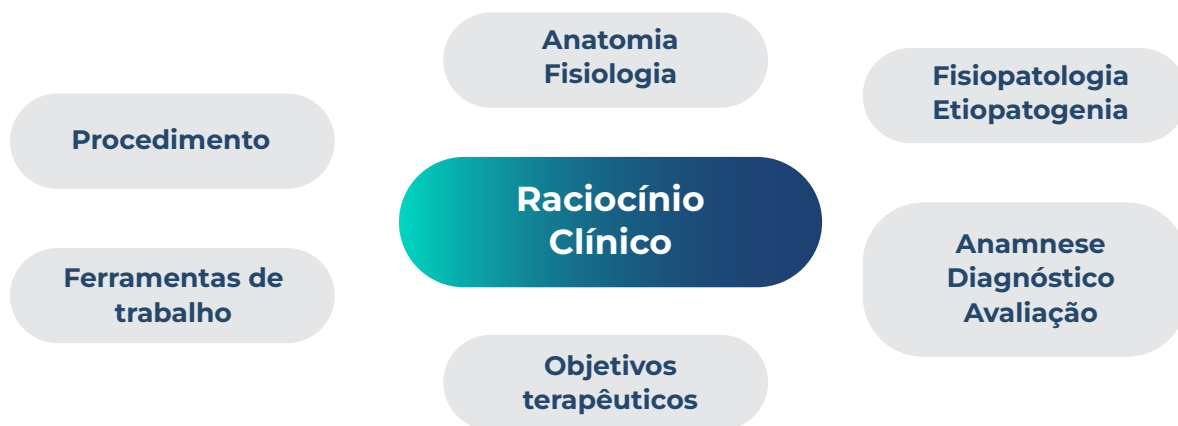 Anatomia
Fisiologia
Fisiopatologia
Etiopatogenia
Procedimento
Raciocínio
Clínico
Anamnese
Diagnóstico
Avaliação
Ferramentas de
trabalho
Objetivos
terapêuticos